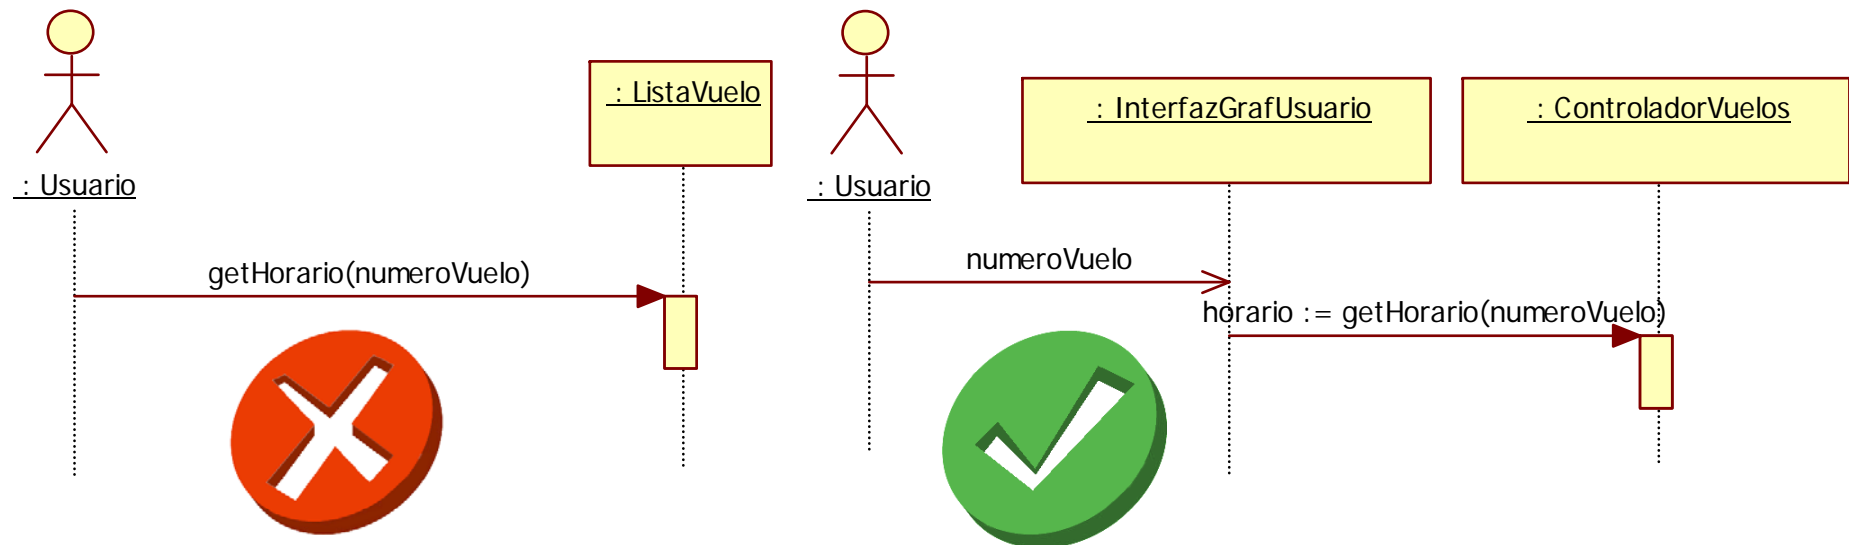 : Usuario
: ListaVuelo
getHorario(numeroVuelo)
: Usuario
: InterfazGrafUsuario
: ControladorVuelos
numeroVuelo
horario := getHorario(numeroVuelo)